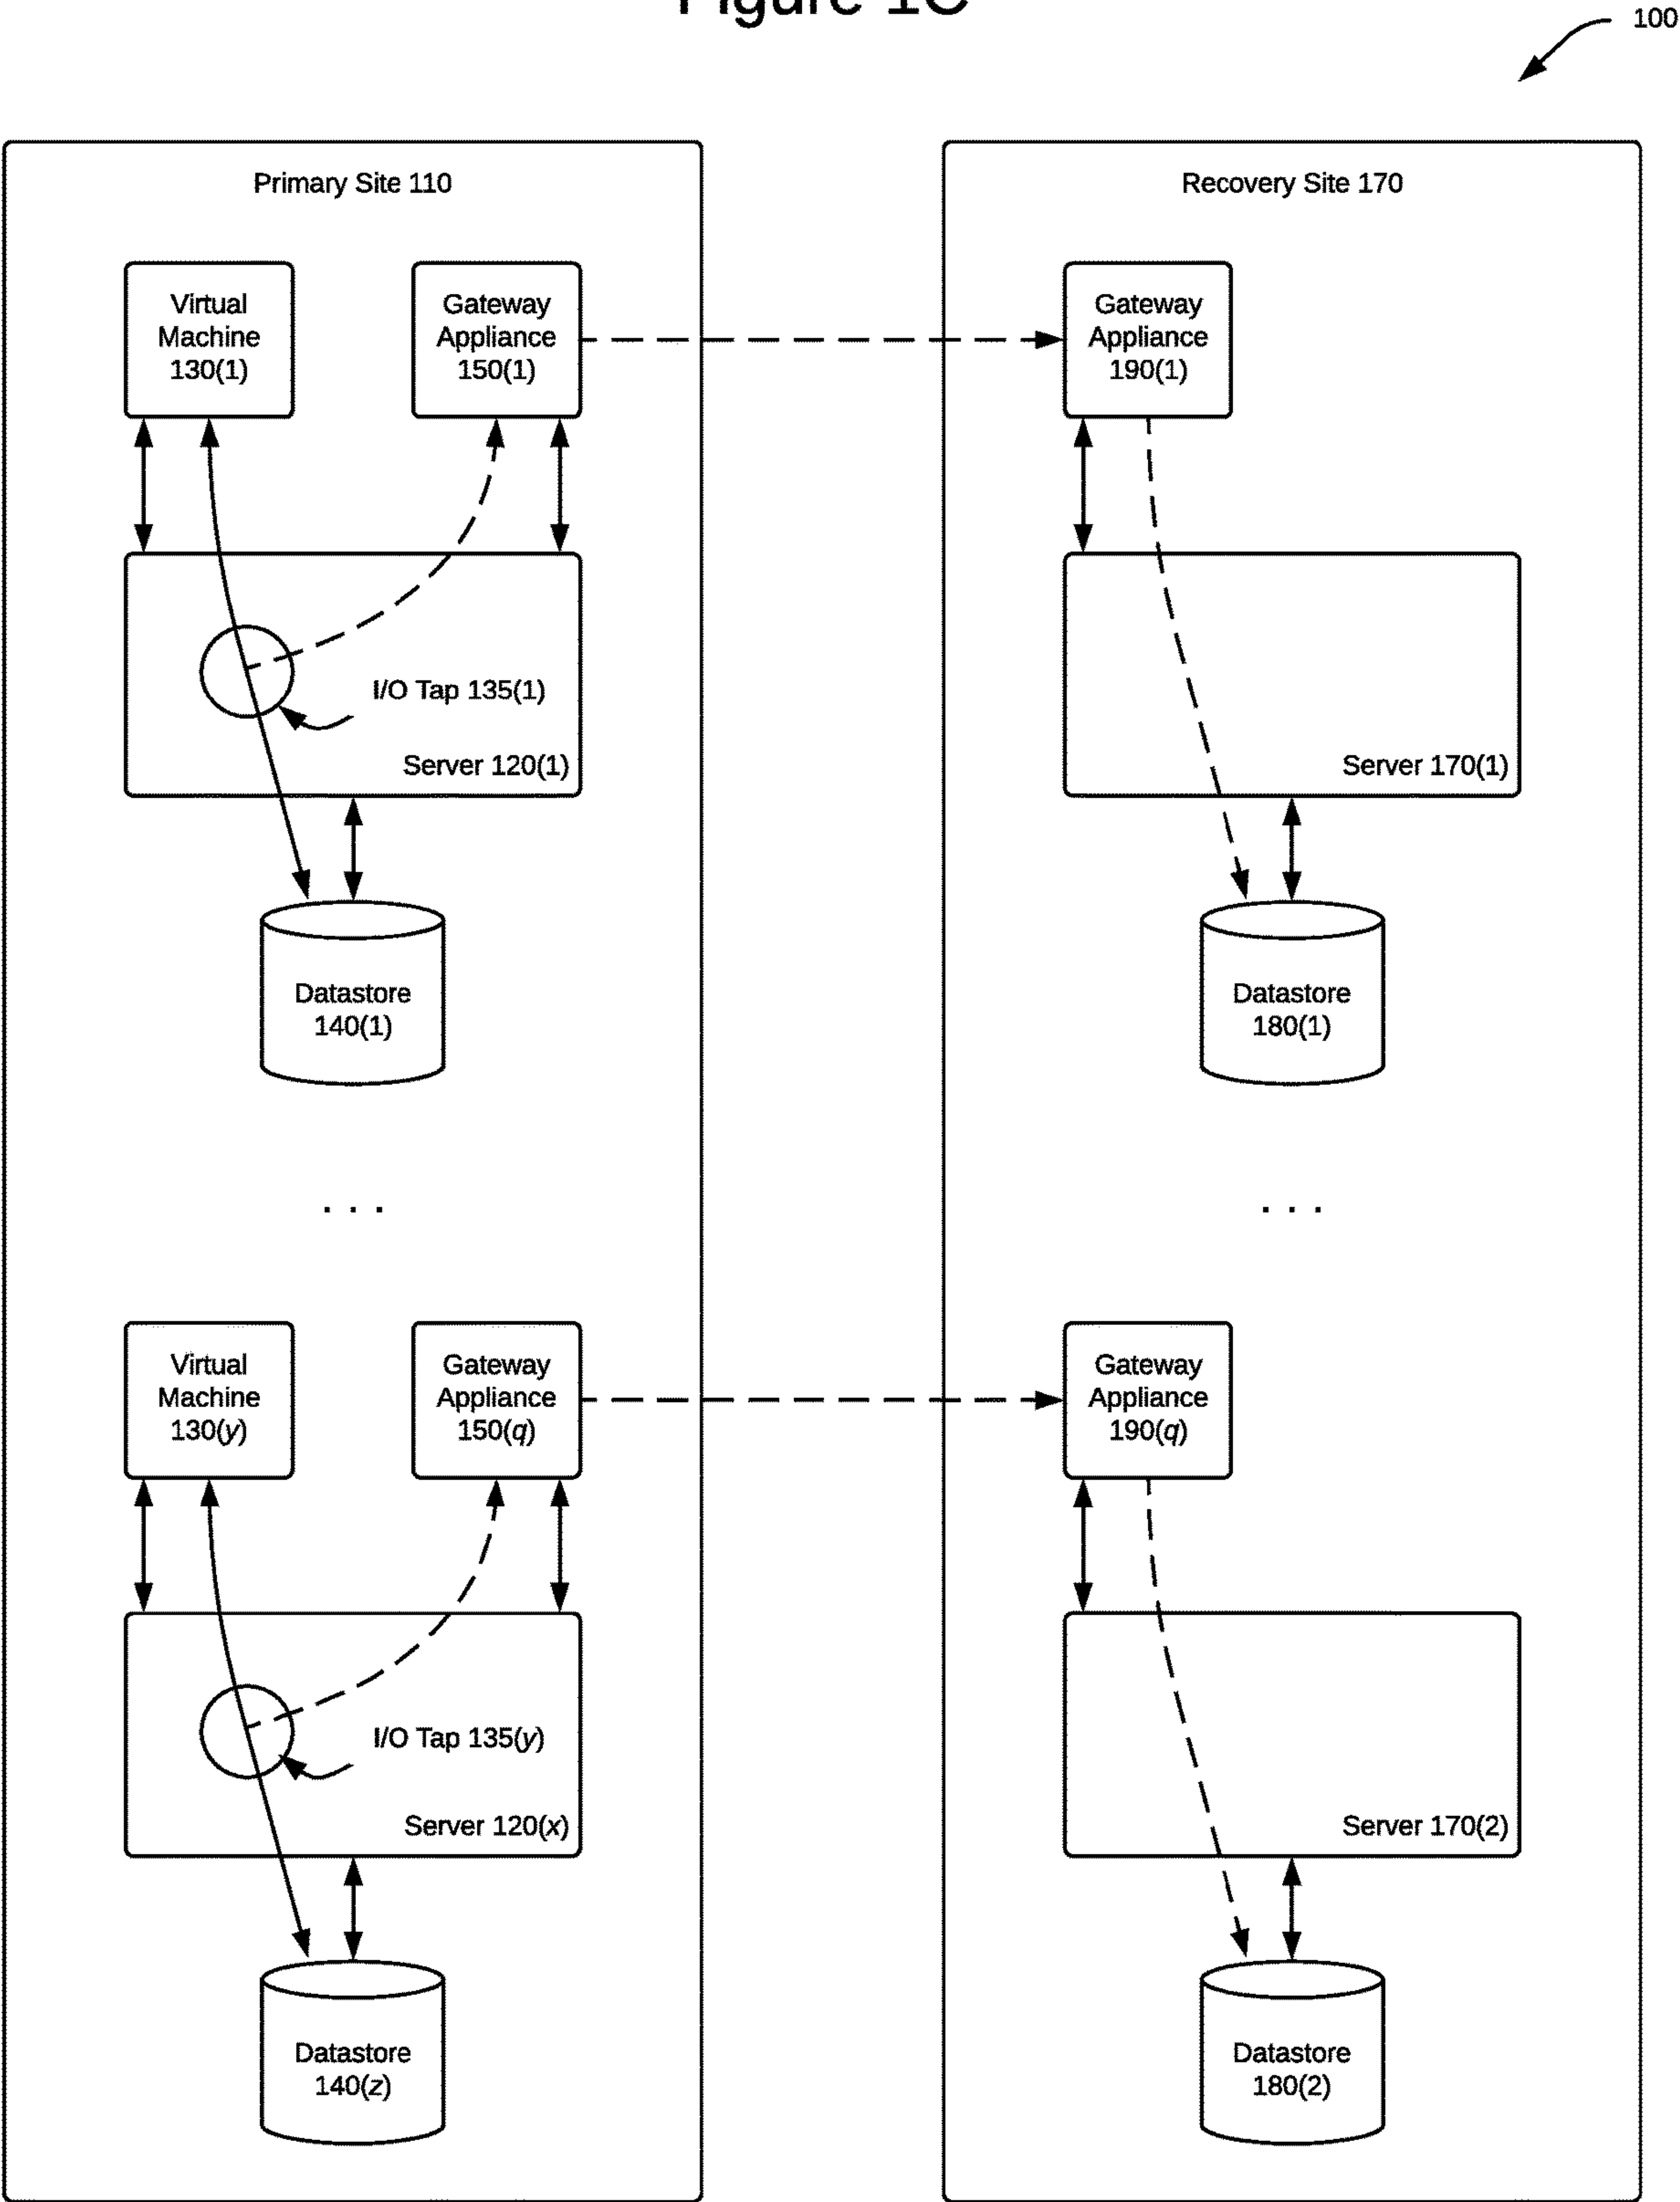 Figure 1C
100
Primary Site 110
Recovery Site 170
Virtual
Machine
130(1)
Gateway
Appliance
150(1)
Gateway
Appliance
190(1)
I/O Tap 135(1)
Server 120(1)
Server 170(1)
Datastore
140(1)
Datastore
180(1)
. . .
. . .
Virtual
Machine
130(y)
Gateway
Appliance
150(q)
Gateway
Appliance
190(q)
I/O Tap 135(y)
Server 120(x)
Server 170(2)
Datastore
140(z)
Datastore
180(2)